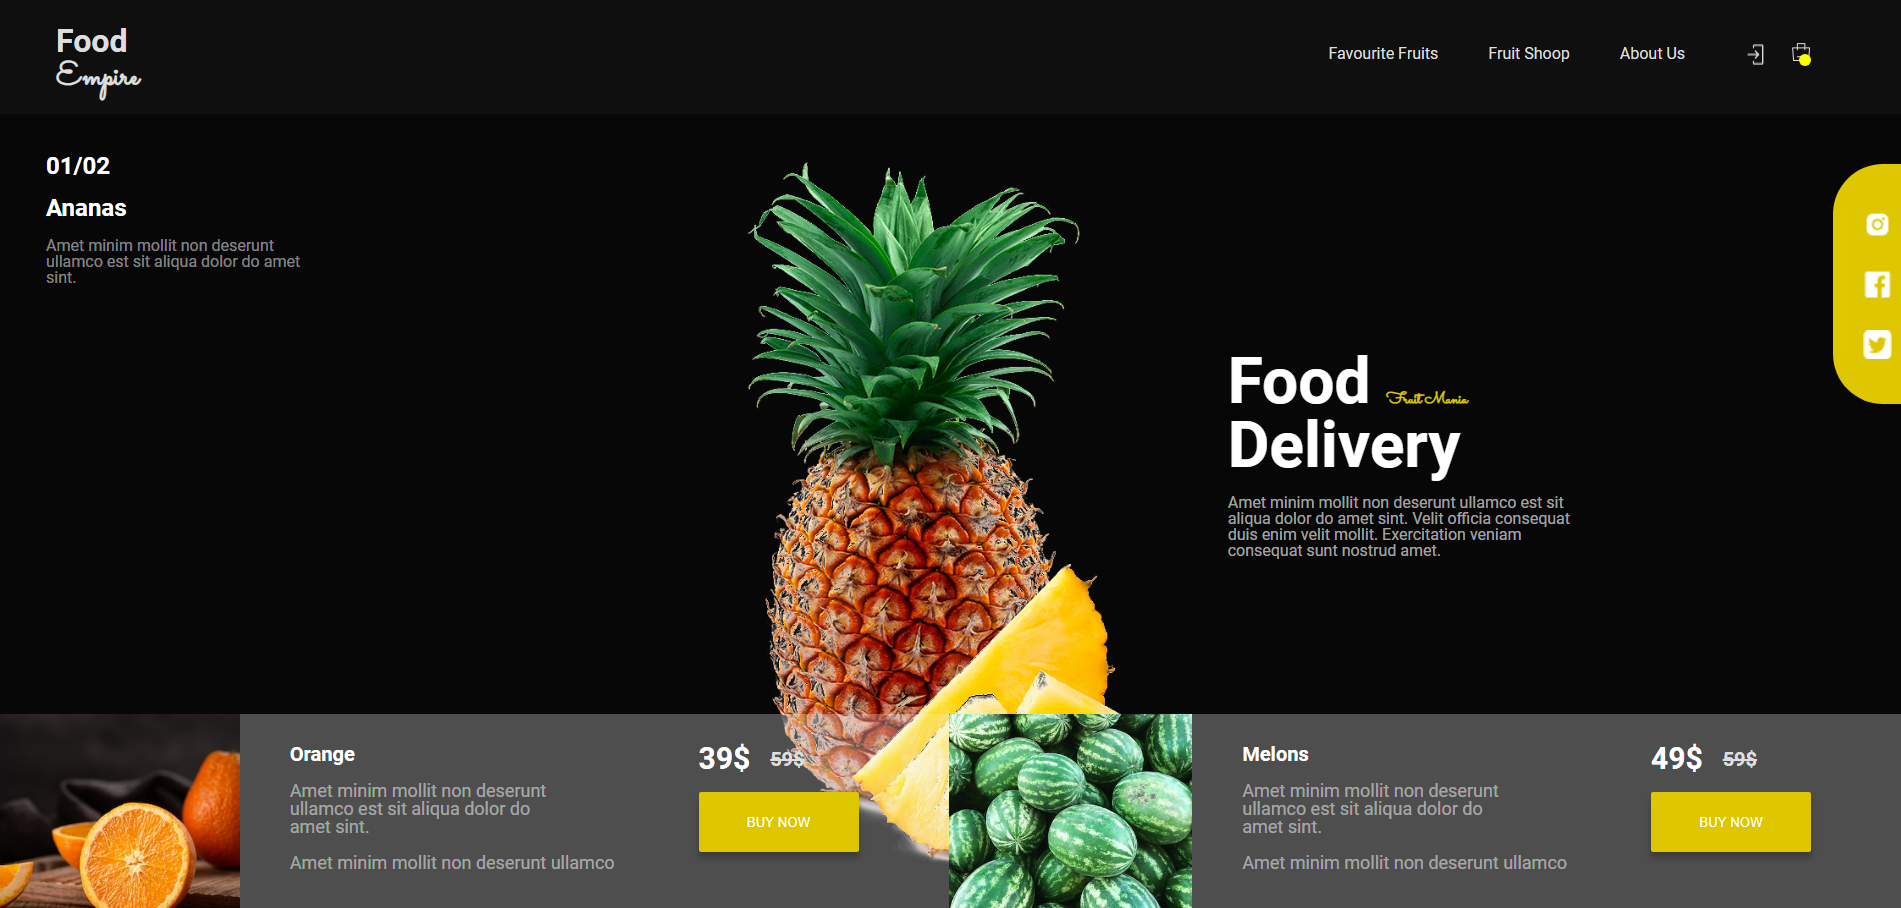 Food
Empire
Favourite Fruits
Fruit Shoop
About Us
01/02
Ananas
Amet minim mollit non deserunt
ullamco est sit aliqua dolor do amet
sint.
Food Fruit Mania
Delivery
Amet minim mollit non deserunt ullamco est sit
aliqua dolor do amet sint. Velit officia consequat
duis enim velit mollit. Exercitation veniam
consequat sunt nostrud amet.
Orange
Amet minim mollit non deserunt
ullamco est sit aliqua dolor do
amet sint.
Amet minim mollit non deserunt ullamco
39$ 59$
BUY NOW
Melons
Amet minim mollit non deserunt
ullamco est sit aliqua dolor do
amet sint.
Amet minim mollit non deserunt ullamco
49$ 59$
BUY NOW